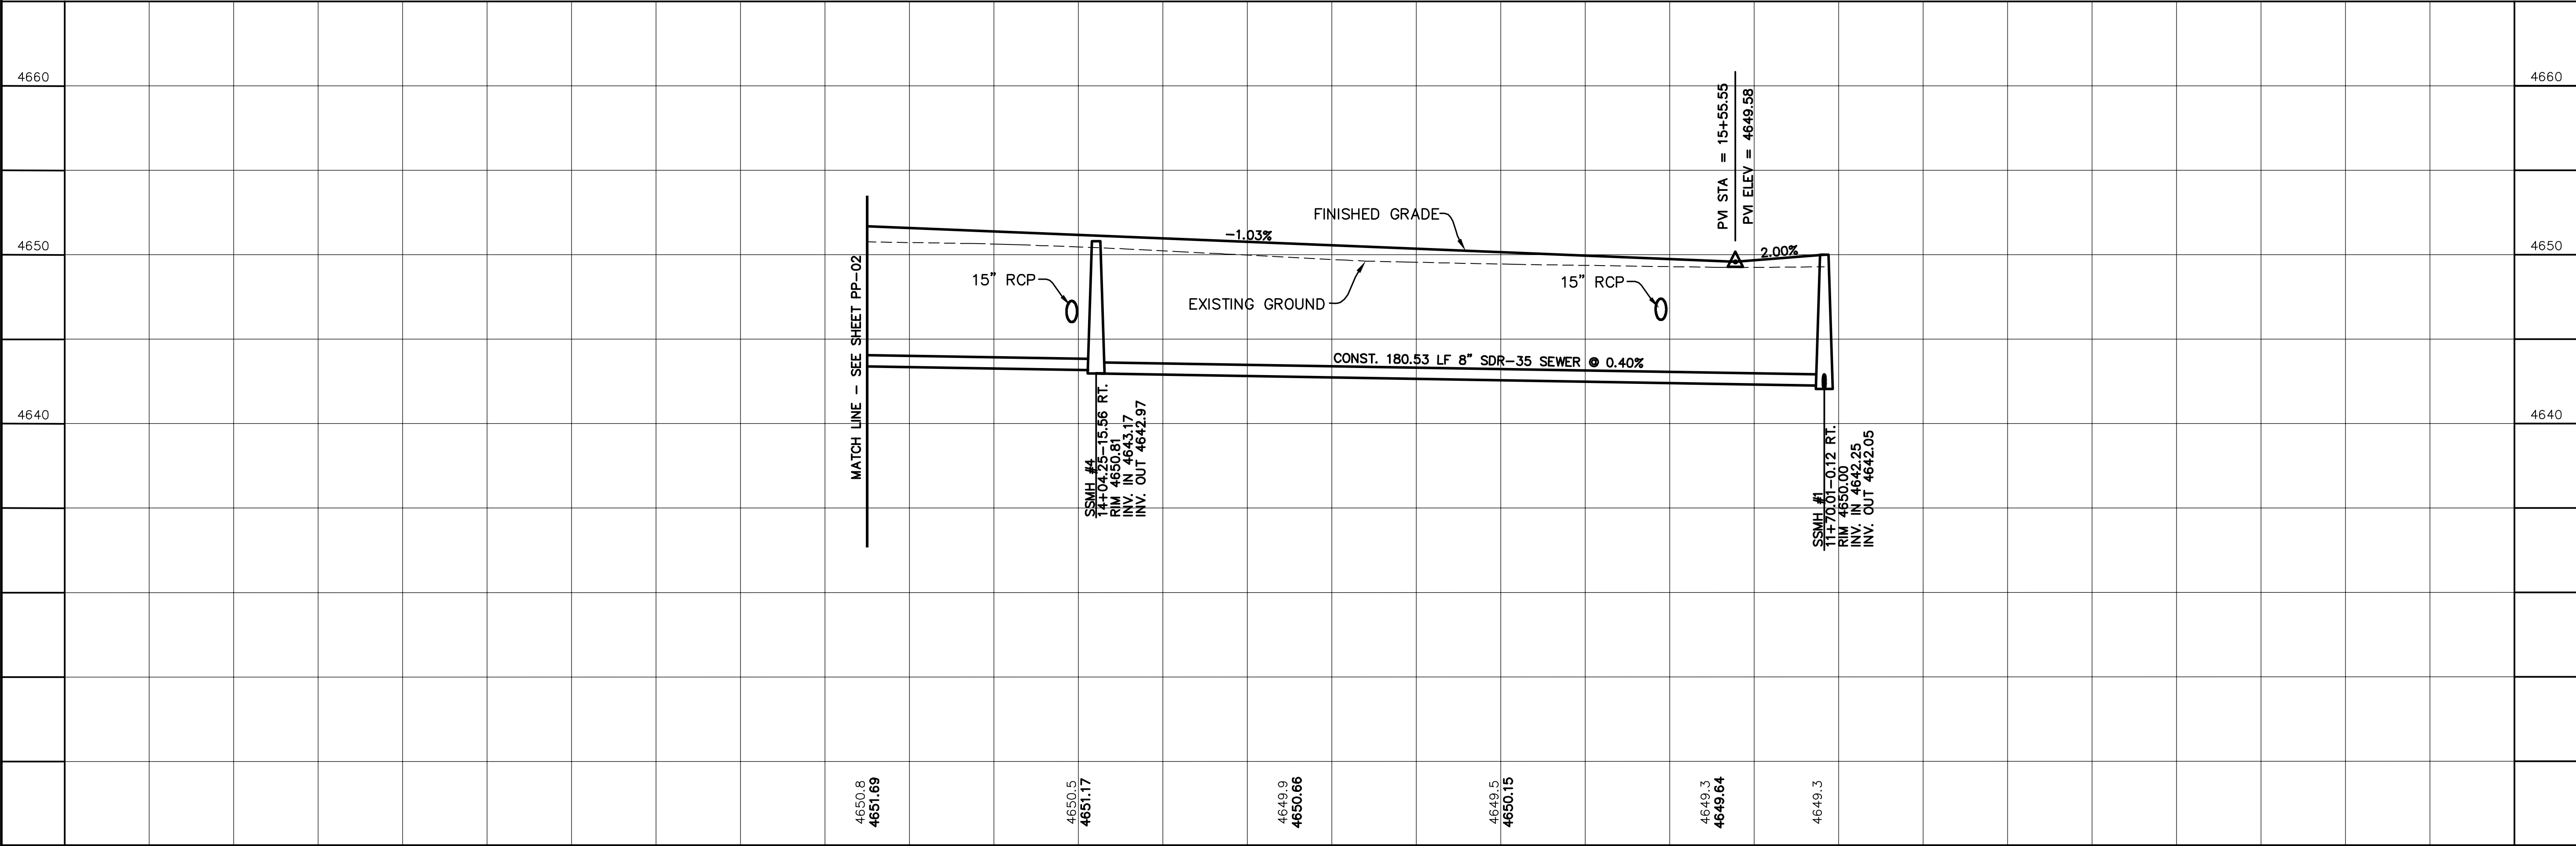 4660
4660
PVI STA = 15+55.55
PVI ELEV = 4649.58
FINISHED GRADE
4650
-1.03%
2.00%
4650
15" RCP
15" RCP
EXISTING GROUND
MATCH LINE - SEE SHEET PP-02
CONST. 180.53 LF 8" SDR-35 SEWER @ 0.40%
4640
4640
SSMH #4
14+04.25-15.56 RT.
RIM 4650.81
INV. IN 4643.17
INV. OUT 4642.97
SSMH #1
11+70.01-0.12 RT.
RIM 4650.00
INV. IN 4642.25
INV. OUT 4642.05
4650.8
4651.69
4650.5
4651.17
4649.9
4650.66
4649.5
4650.15
4649.3
4649.64
4649.3